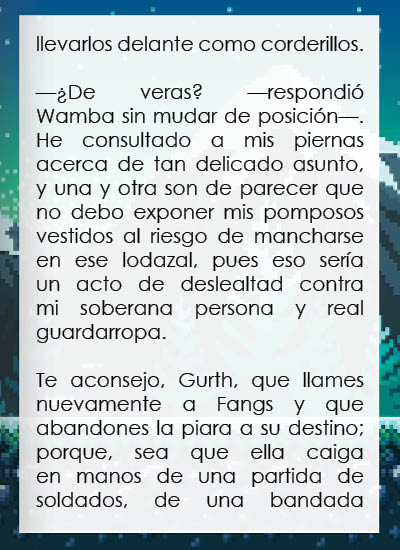 llevarlos delante como corderillos.
—¿De veras? —respondió
Wamba sin mudar de posición—.
He consultado a mis piernas
acerca de tan delicado asunto,
y una y otra son de parecer que
no debo exponer mis pomposos
vestidos al riesgo de mancharse
en ese lodazal, pues eso sería
un acto de deslealtad contra
mi soberana persona y real
guardarropa.
Te aconsejo, Gurth, que llames
nuevamente a Fangs y que
abandones la piara a su destino;
porque, sea que ella caiga
en manos de una partida de
soldados, de una bandada